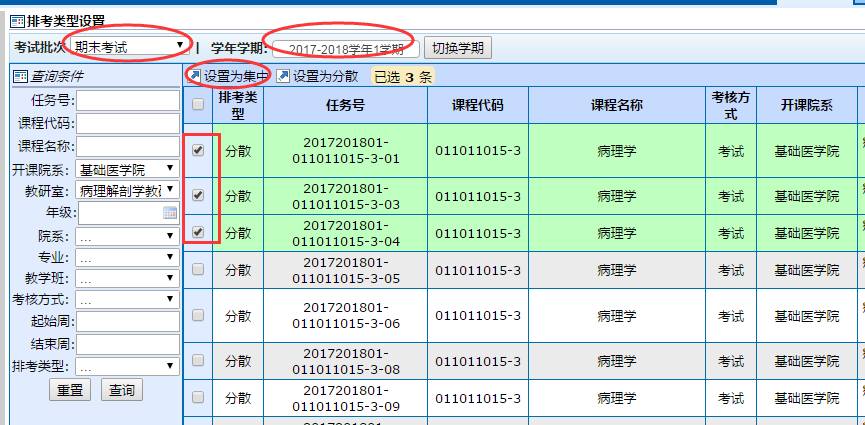 排考类型设置
考试批次 期末考试 | 学年学期: 2017-2018学年1学期 切换学期
查询条件
任务号:
课程代码:
课程名称:
开课院系: 基础医学院
教研室: 病理解剖学教
年级:
院系: ...
专业: ...
教学班: ...
考核方式: ...
起始周:
结束周:
排考类型: ...
重置 查询
设置为集中 设置为分散 已选 3 条
排考类型 任务号 课程代码 课程名称 考核方式 开课院系
分散 2017201801-011011015-3-01 011011015-3 病理学 考试 基础医学院
分散 2017201801-011011015-3-03 011011015-3 病理学 考试 基础医学院
分散 2017201801-011011015-3-04 011011015-3 病理学 考试 基础医学院
分散 2017201801-011011015-3-05 011011015-3 病理学 考试 基础医学院
分散 2017201801-011011015-3-06 011011015-3 病理学 考试 基础医学院
分散 2017201801-011011015-3-08 011011015-3 病理学 考试 基础医学院
分散 2017201801-011011015-3-09 011011015-3 病理学 考试 基础医学院